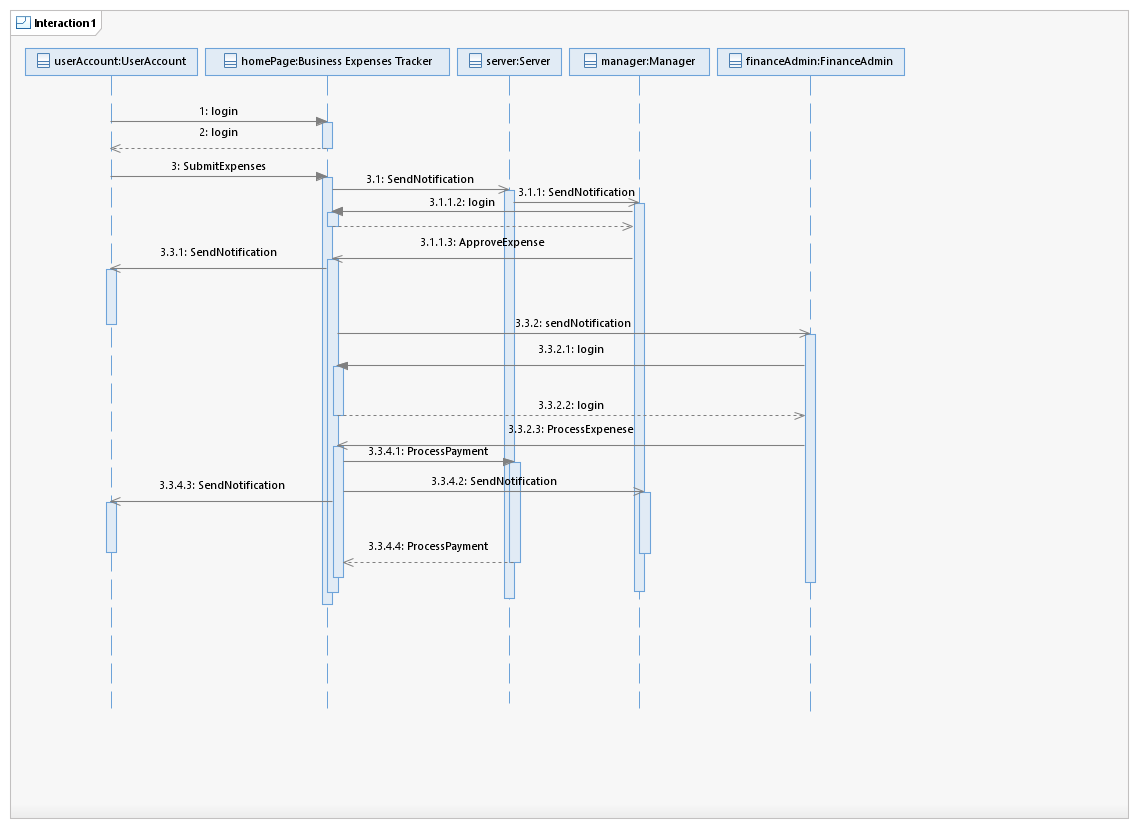 Interaction1
userAccount:UserAccount
homePage:Business Expenses Tracker
server:Server
manager:Manager
financeAdmin:FinanceAdmin
1: login
2: login
3: SubmitExpenses
3.1: SendNotification
3.1.1: SendNotification
3.1.1.2: login
3.1.1.3: ApproveExpense
3.3.1: SendNotification
3.3.2: sendNotification
3.3.2.1: login
3.3.2.2: login
3.3.2.3: ProcessExpenese
3.3.4.1: ProcessPayment
3.3.4.2: SendNotification
3.3.4.3: SendNotification
3.3.4.4: ProcessPayment